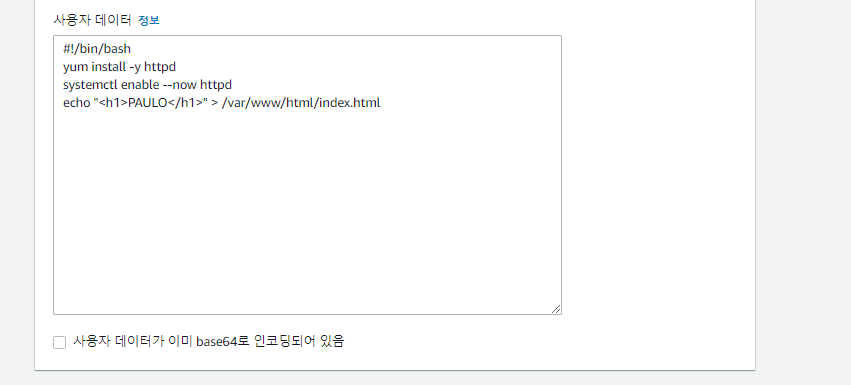 사용자 데이터 정보
#!/bin/bash
yum install -y httpd
systemctl enable --now httpd
echo "<h1>PAULO</h1>" > /var/www/html/index.html
사용자 데이터가 이미 base64로 인코딩되어 있음